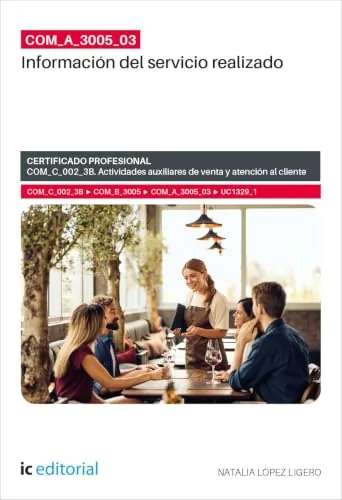 COM_A_3005_03
Información del servicio realizado
CERTIFICADO PROFESIONAL
COM_C_002_3B. Actividades auxiliares de venta y atención al cliente
COM_C_002_3B ▶ COM_B_3005 ▶ COM_A_3005_03 ▶ UC1329_1
ic editorial
NATALIA LÓPEZ LIGERO